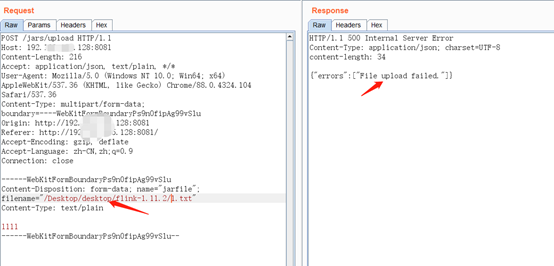 Request
Raw Params Headers Hex
POST /jars/upload HTTP/1.1
Host: 192. .128:8081
Content-Length: 216
Accept: application/json, text/plain, */*
User-Agent: Mozilla/5.0 (Windows NT 10.0; Win64; x64)
AppleWebKit/537.36 (KHTML, like Gecko) Chrome/88.0.4324.104
Safari/537.36
Content-Type: multipart/form-data;
boundary=----WebKitFormBoundaryPs9nOfipAg99vSlu
Origin: http://192. .128:8081
Referer: http://192. .128:8081/
Accept-Encoding: gzip, deflate
Accept-Language: zh-CN,zh;q=0.9
Connection: close
------WebKitFormBoundaryPs9nOfipAg99vSlu
Content-Disposition: form-data; name="jarfile";
filename="/Desktop/desktop/flink-1.11.2/1.txt"
Content-Type: text/plain
1111
------WebKitFormBoundaryPs9nOfipAg99vSlu--
Response
Raw Headers Hex
HTTP/1.1 500 Internal Server Error
Content-Type: application/json; charset=UTF-8
content-length: 34
{"errors":["File upload failed."]}